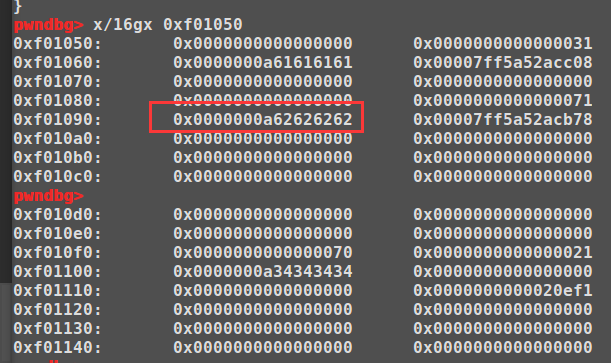 }
pwndbg> x/16gx 0xf01050
0xf01050: 0x0000000000000000 0x0000000000000031
0xf01060: 0x0000000a61616161 0x00007ff5a52acc08
0xf01070: 0x0000000000000000 0x0000000000000000
0xf01080: 0x0000000000000000 0x0000000000000071
0xf01090: 0x0000000a62626262 0x00007ff5a52acb78
0xf010a0: 0x0000000000000000 0x0000000000000000
0xf010b0: 0x0000000000000000 0x0000000000000000
0xf010c0: 0x0000000000000000 0x0000000000000000
pwndbg>
0xf010d0: 0x0000000000000000 0x0000000000000000
0xf010e0: 0x0000000000000000 0x0000000000000000
0xf010f0: 0x0000000000000070 0x0000000000000021
0xf01100: 0x0000000a34343434 0x0000000000000000
0xf01110: 0x0000000000000000 0x0000000000020ef1
0xf01120: 0x0000000000000000 0x0000000000000000
0xf01130: 0x0000000000000000 0x0000000000000000
0xf01140: 0x0000000000000000 0x0000000000000000